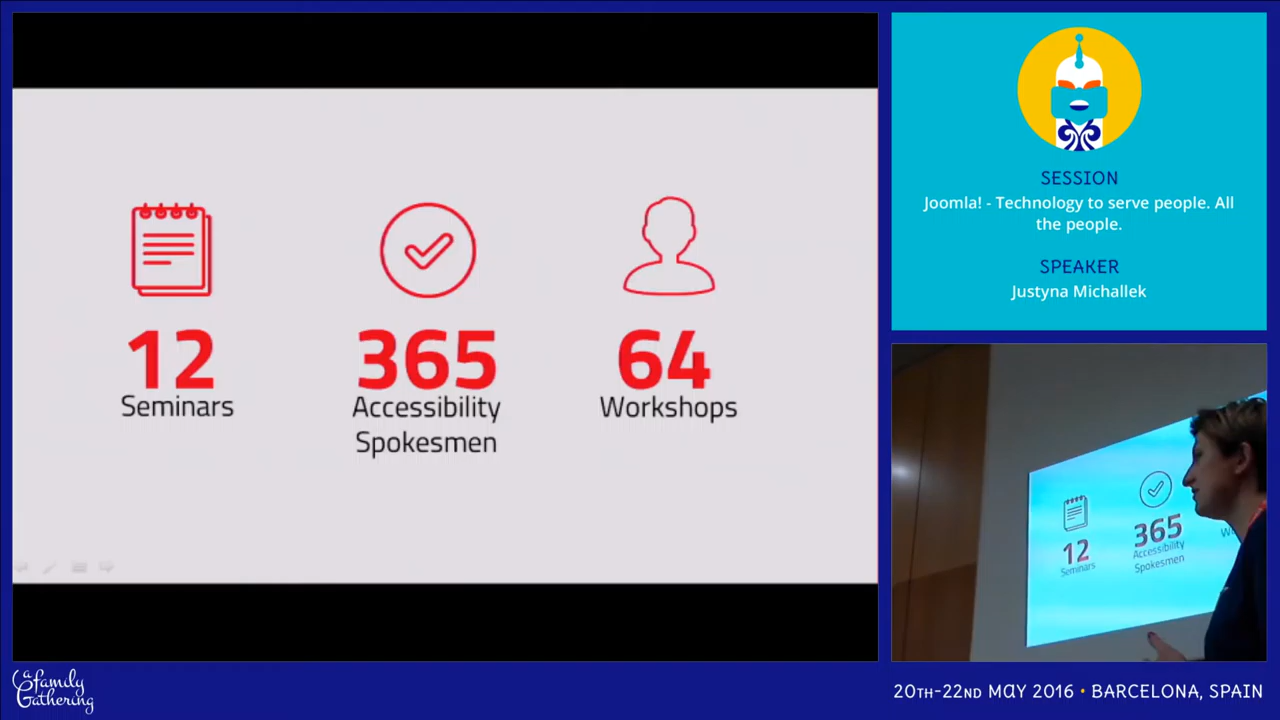 12
Seminars
365
Accessibility
Spokesmen
64
Workshops
SESSION
Joomla! - Technology to serve people. All
the people.
SPEAKER
Justyna Michallek
12
Seminars
365
Accessibility
Spokesmen
a family
Gathering
20TH-22ND MAY 2016 • BARCELONA, SPAIN